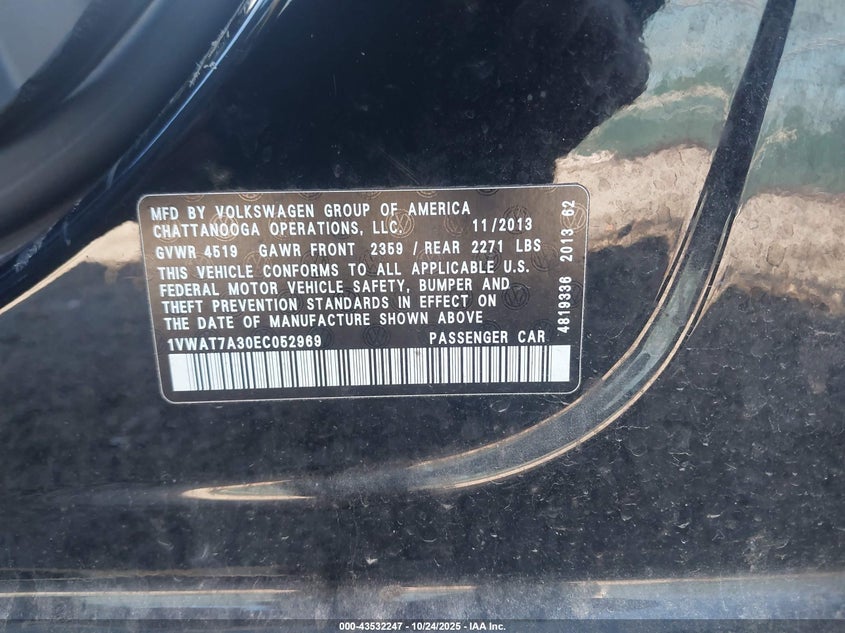 MFD BY VOLKSWAGEN GROUP OF AMERICA
CHATTANOOGA OPERATIONS, LLC. 11/2013
GVWR 4519 GAWR FRONT 2359 / REAR 2271 LBS
THIS VEHICLE CONFORMS TO ALL APPLICABLE U.S.
FEDERAL MOTOR VEHICLE SAFETY, BUMPER AND
THEFT PREVENTION STANDARDS IN EFFECT ON
THE DATE OF MANUFACTURE SHOWN ABOVE
1VWAT7A30EC052969 PASSENGER CAR
4819336 2013 62
000-43532247 - 10/24/2025 - IAA Inc.